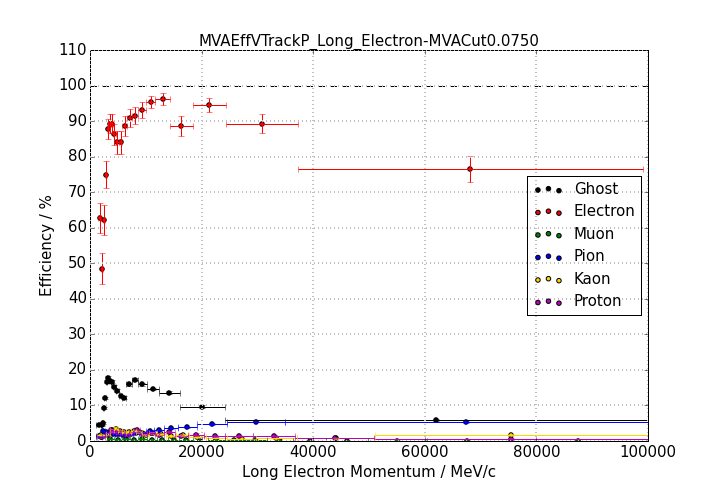 MVAEffVTrackP_Long_Electron-MVACut0.0750
110
100
90
80
70
60
50
40
30
20
10
0
Efficiency / %
Ghost
Electron
Muon
Pion
Kaon
Proton
0 20000 40000 60000 80000 100000
Long Electron Momentum / MeV/c